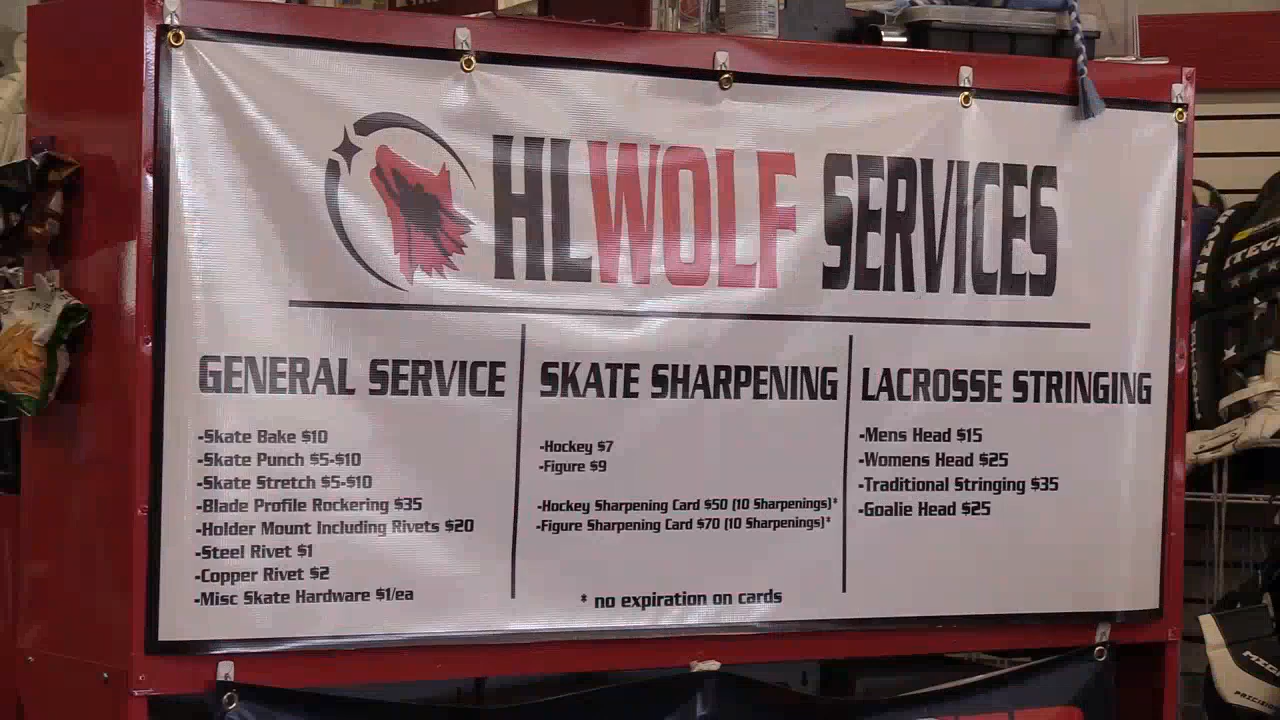 HLWOLF SERVICES
GENERAL SERVICE
-Skate Bake $10
-Skate Punch $5-$10
-Skate Stretch $5-$10
-Blade Profile Rockering $35
-Holder Mount Including Rivets $20
-Steel Rivet $1
-Copper Rivet $2
-Misc Skate Hardware $1/ea
SKATE SHARPENING
-Hockey $7
-Figure $9
-Hockey Sharpening Card $50 (10 Sharpenings)*
-Figure Sharpening Card $70 (10 Sharpenings)*
* no expiration on cards
LACROSSE STRINGING
-Mens Head $15
-Womens Head $25
-Traditional Stringing $35
-Goalie Head $25